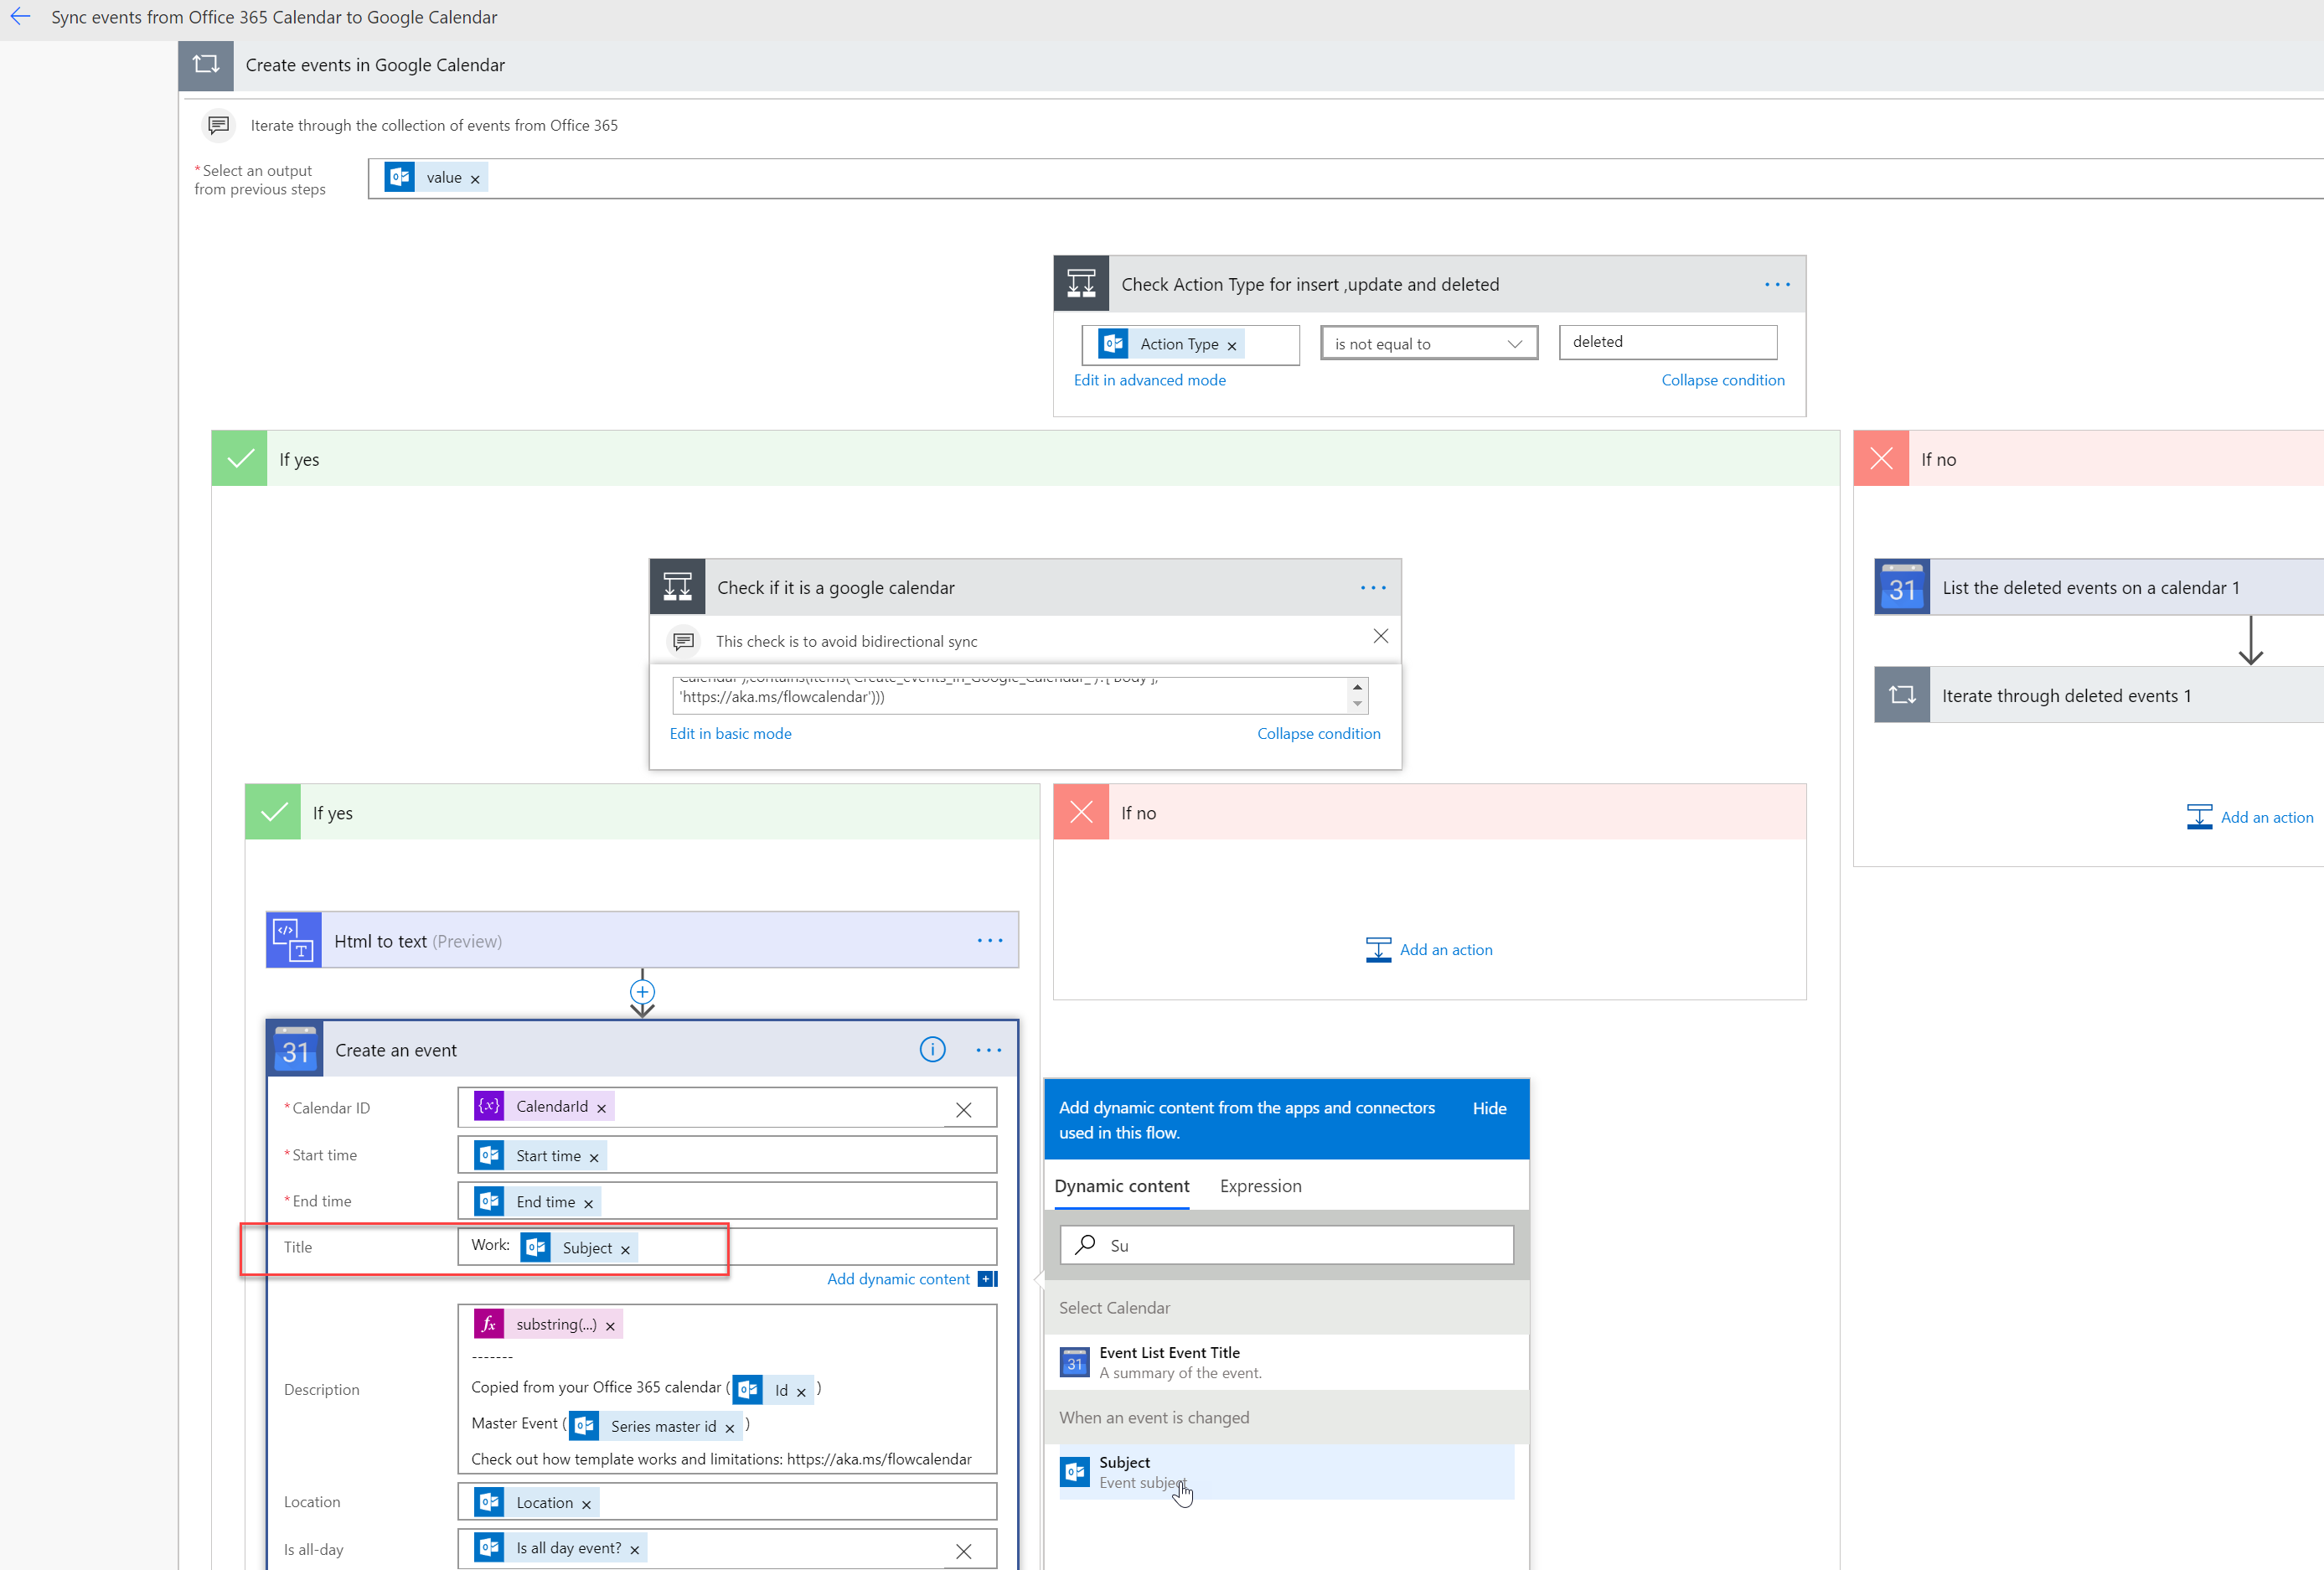 Sync events from Office 365 Calendar to Google Calendar
Create events in Google Calendar
Iterate through the collection of events from Office 365
* Select an output
from previous steps
value ×
Check Action Type for insert ,update and deleted
Action Type ×
is not equal to
deleted
Edit in advanced mode
Collapse condition
If yes
If no
Check if it is a google calendar
This check is to avoid bidirectional sync
'https://aka.ms/flowcalendar')))
Edit in basic mode
Collapse condition
List the deleted events on a calendar 1
Iterate through deleted events 1
Add an action
If yes
If no
Html to text (Preview)
Add an action
Create an event
* Calendar ID
CalendarId ×
* Start time
Start time ×
* End time
End time ×
Title
Work: Subject ×
Add dynamic content
Description
substring(...) ×
-------
Copied from your Office 365 calendar ( Id × )
Master Event ( Series master id × )
Check out how template works and limitations: https://aka.ms/flowcalendar
Location
Location ×
Is all-day
Is all day event? ×
Add dynamic content from the apps and connectors
used in this flow.
Hide
Dynamic content
Expression
Su
Select Calendar
Event List Event Title
A summary of the event.
When an event is changed
Subject
Event subject